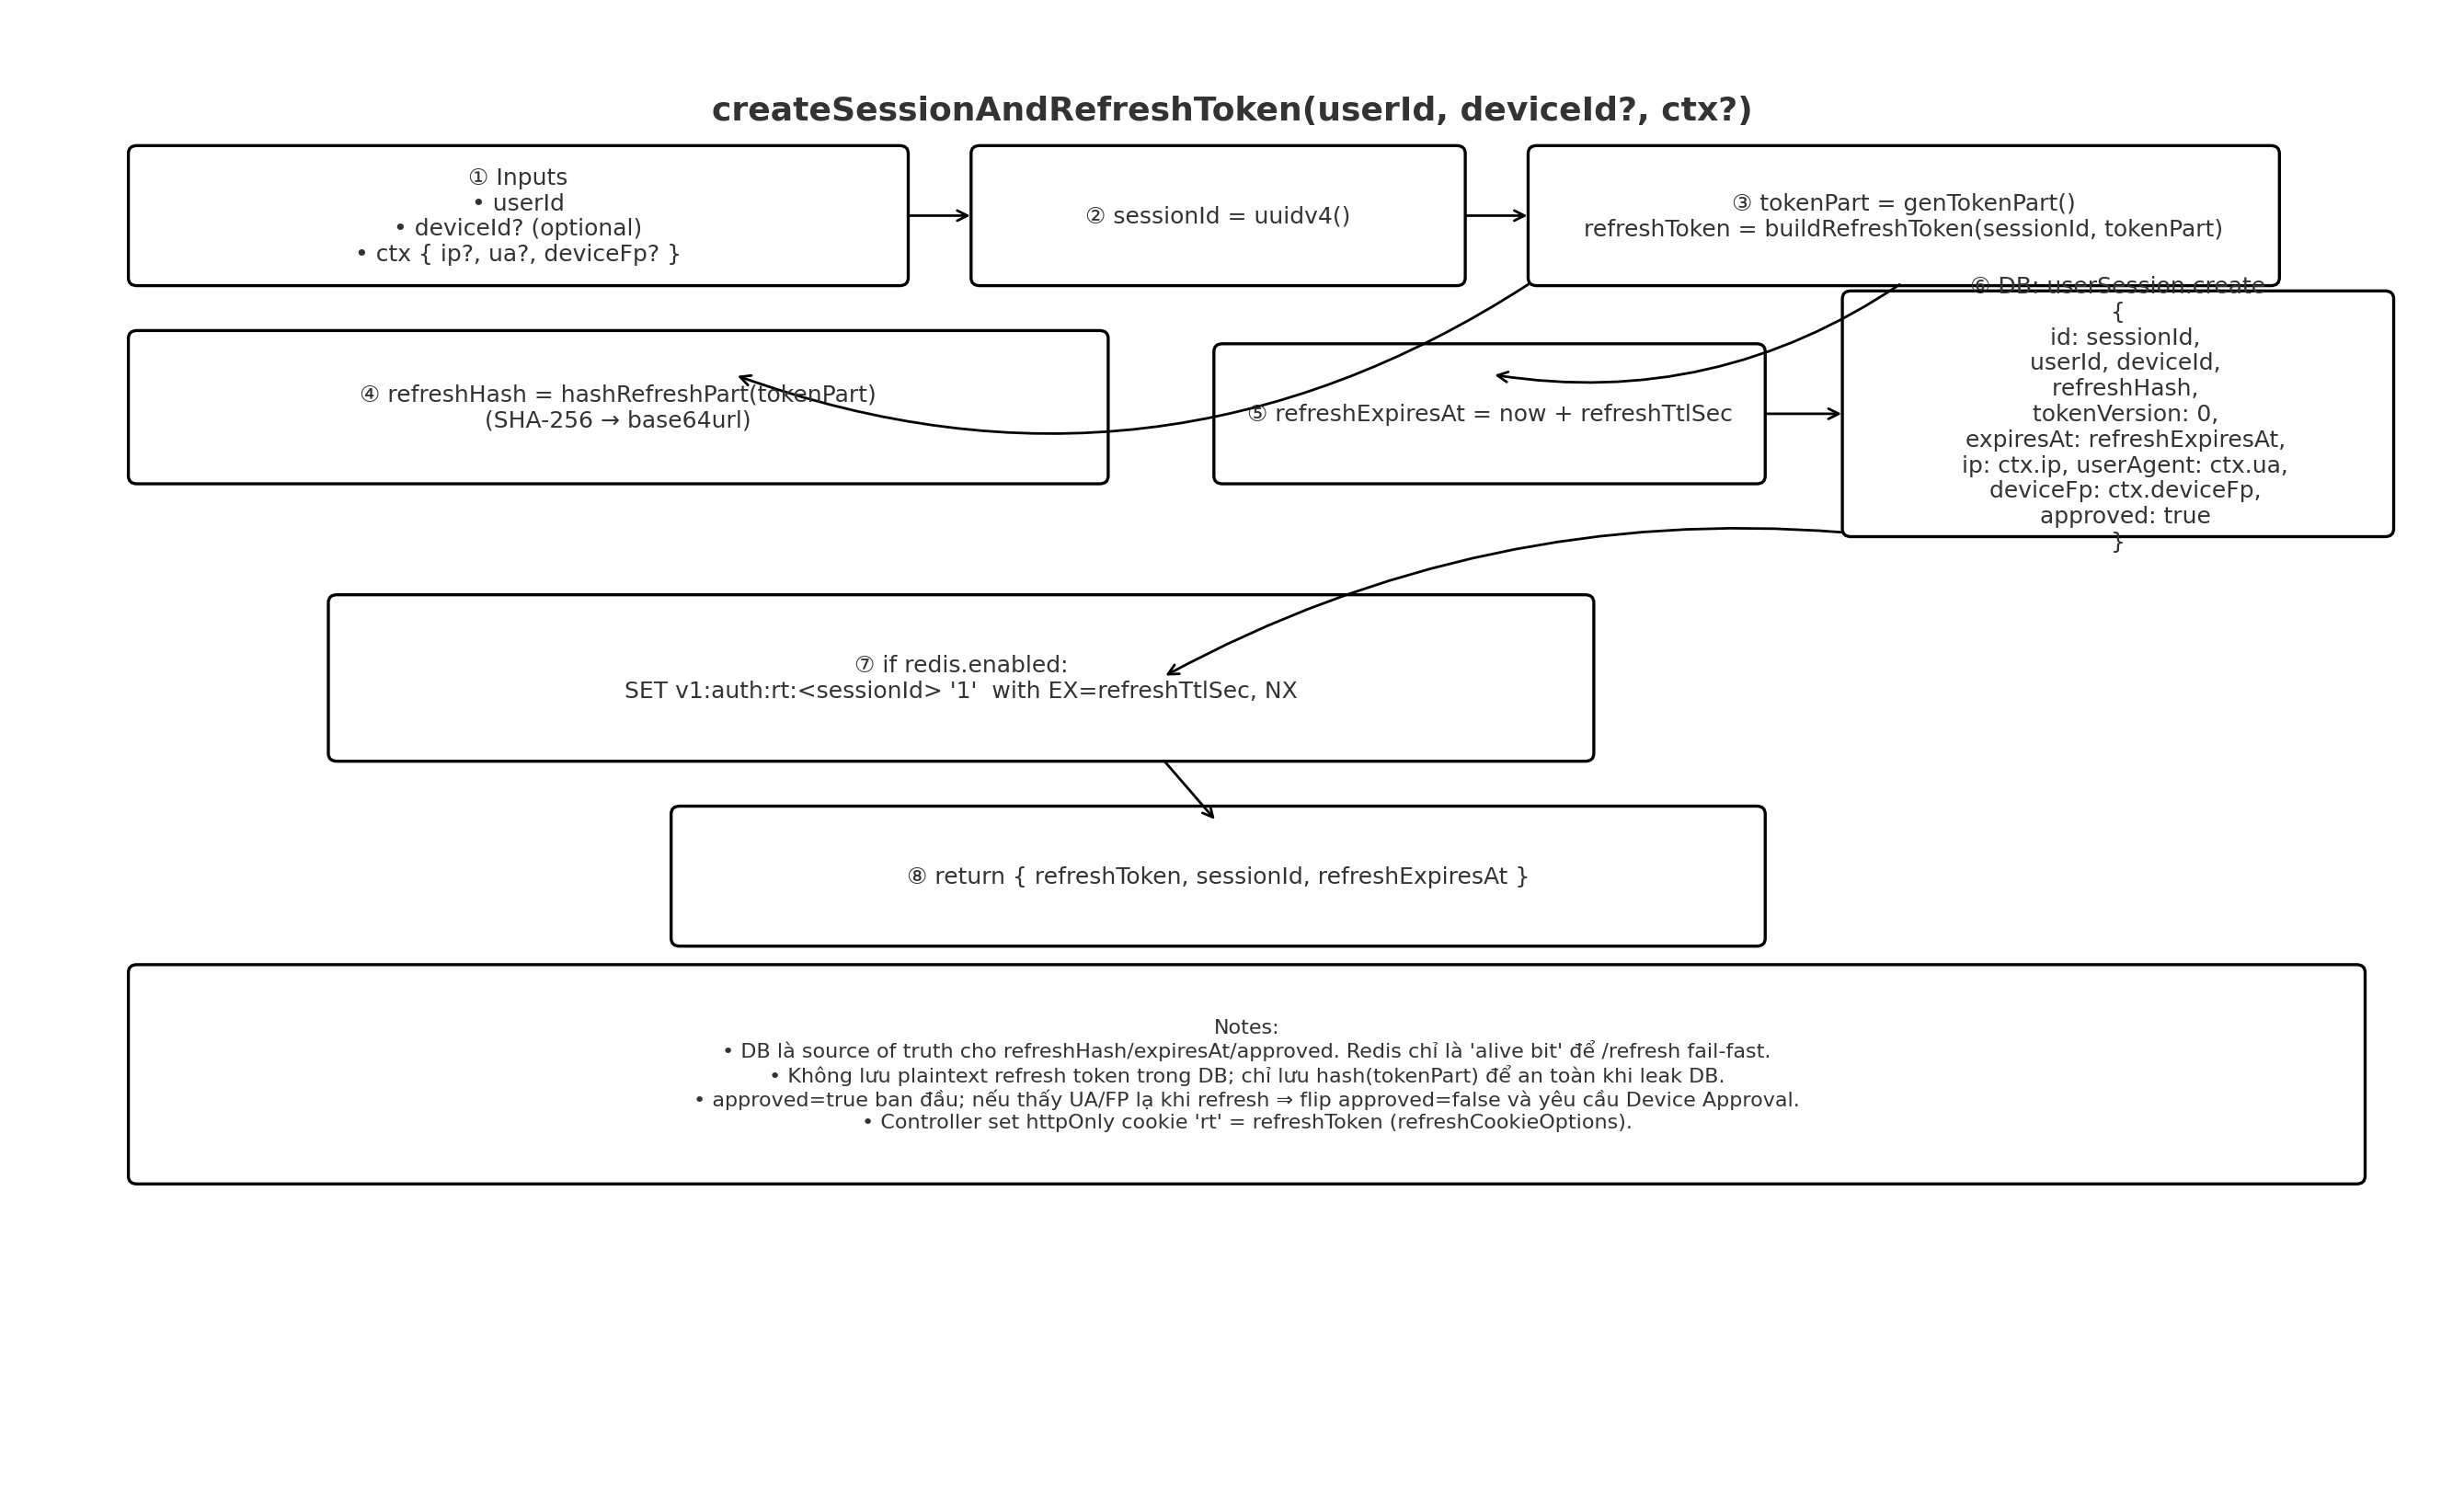 createSessionAndRefreshToken(userId, deviceId?, ctx?)
① Inputs
• userId
• deviceId? (optional)
• ctx { ip?, ua?, deviceFp? }
② sessionId = uuidv4()
③ tokenPart = genTokenPart()
refreshToken = buildRefreshToken(sessionId, tokenPart)
④ refreshHash = hashRefreshPart(tokenPart)
(SHA-256 → base64url)
⑤ refreshExpiresAt = now + refreshTtlSec
⑥ DB: userSession.create
{
id: sessionId,
userId, deviceId,
refreshHash,
tokenVersion: 0,
expiresAt: refreshExpiresAt,
ip: ctx.ip, userAgent: ctx.ua,
deviceFp: ctx.deviceFp,
approved: true
}
⑦ if redis.enabled:
SET v1:auth:rt:<sessionId> '1'  with EX=refreshTtlSec, NX
⑧ return { refreshToken, sessionId, refreshExpiresAt }
Notes:
• DB là source of truth cho refreshHash/expiresAt/approved. Redis chỉ là 'alive bit' để /refresh fail-fast.
• Không lưu plaintext refresh token trong DB; chỉ lưu hash(tokenPart) để an toàn khi leak DB.
• approved=true ban đầu; nếu thấy UA/FP lạ khi refresh ⇒ flip approved=false và yêu cầu Device Approval.
• Controller set httpOnly cookie 'rt' = refreshToken (refreshCookieOptions).